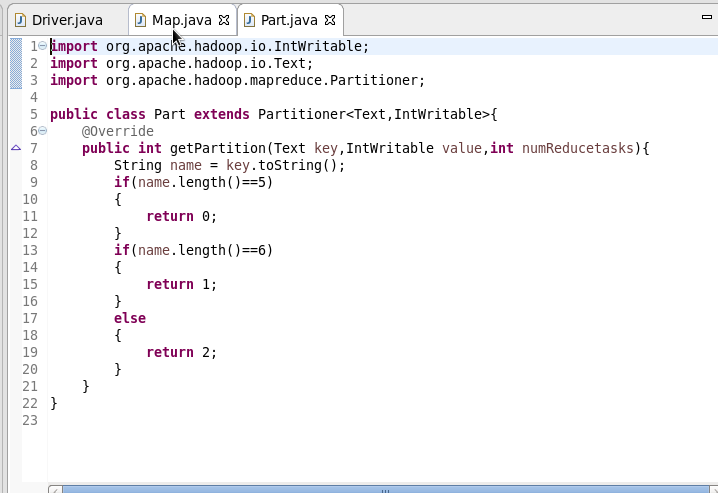 Driver.java Map.java Part.java
1 import org.apache.hadoop.io.IntWritable;
2 import org.apache.hadoop.io.Text;
3 import org.apache.hadoop.mapreduce.Partitioner;
4
5 public class Part extends Partitioner<Text,IntWritable>{
6 @Override
7 public int getPartition(Text key,IntWritable value,int numReducetasks){
8 String name = key.toString();
9 if(name.length()==5)
10 {
11 return 0;
12 }
13 if(name.length()==6)
14 {
15 return 1;
16 }
17 else
18 {
19 return 2;
20 }
21 }
22 }
23